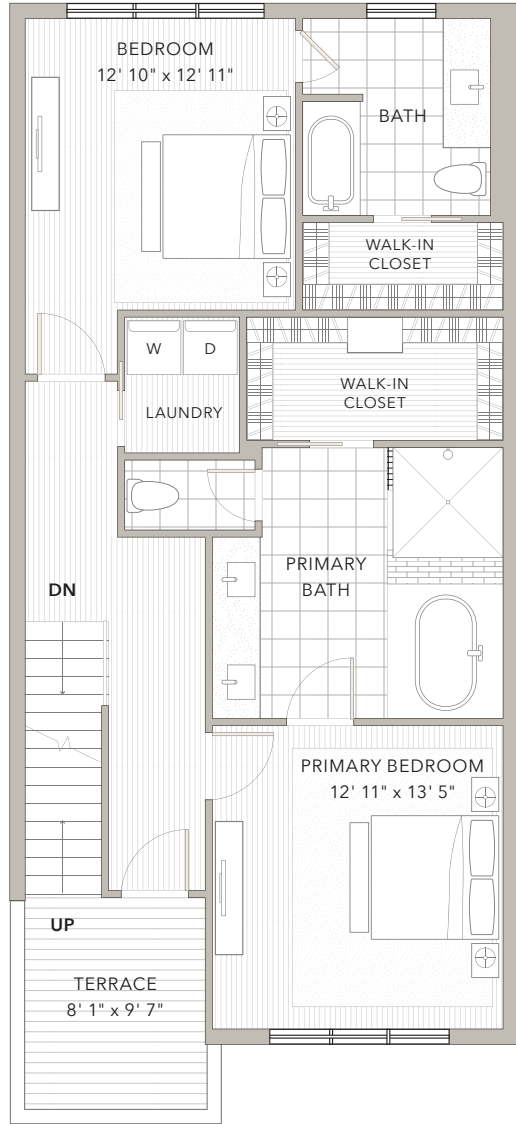 BEDROOM
12' 10" x 12' 11"
BATH
WALK-IN
CLOSET
W
D
LAUNDRY
WALK-IN
CLOSET
PRIMARY
BATH
DN
PRIMARY BEDROOM
12' 11" x 13' 5"
UP
TERRACE
8' 1" x 9' 7"